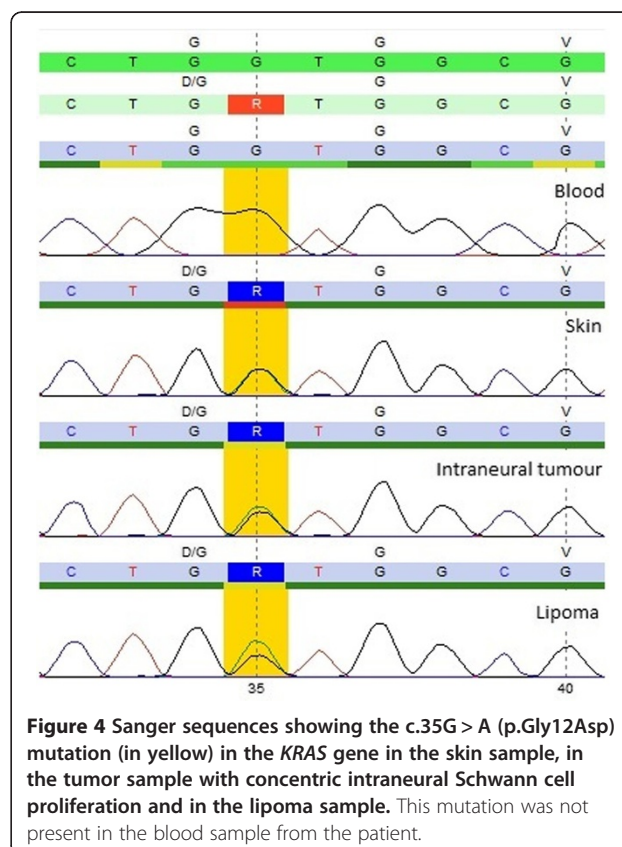 G G V
C T G G T G G C G
D/G G V
C T G R T G G C G
G G V
C T G G T G G C G
Blood
D/G G V
C T G R T G G C G
Skin
D/G G V
C T G R T G G C G
Intraneural tumour
D/G G V
C T G R T G G C G
Lipoma
35 40
Figure 4 Sanger sequences showing the c.35G > A (p.Gly12Asp)
mutation (in yellow) in the KRAS gene in the skin sample, in
the tumor sample with concentric intraneural Schwann cell
proliferation and in the lipoma sample. This mutation was not
present in the blood sample from the patient.